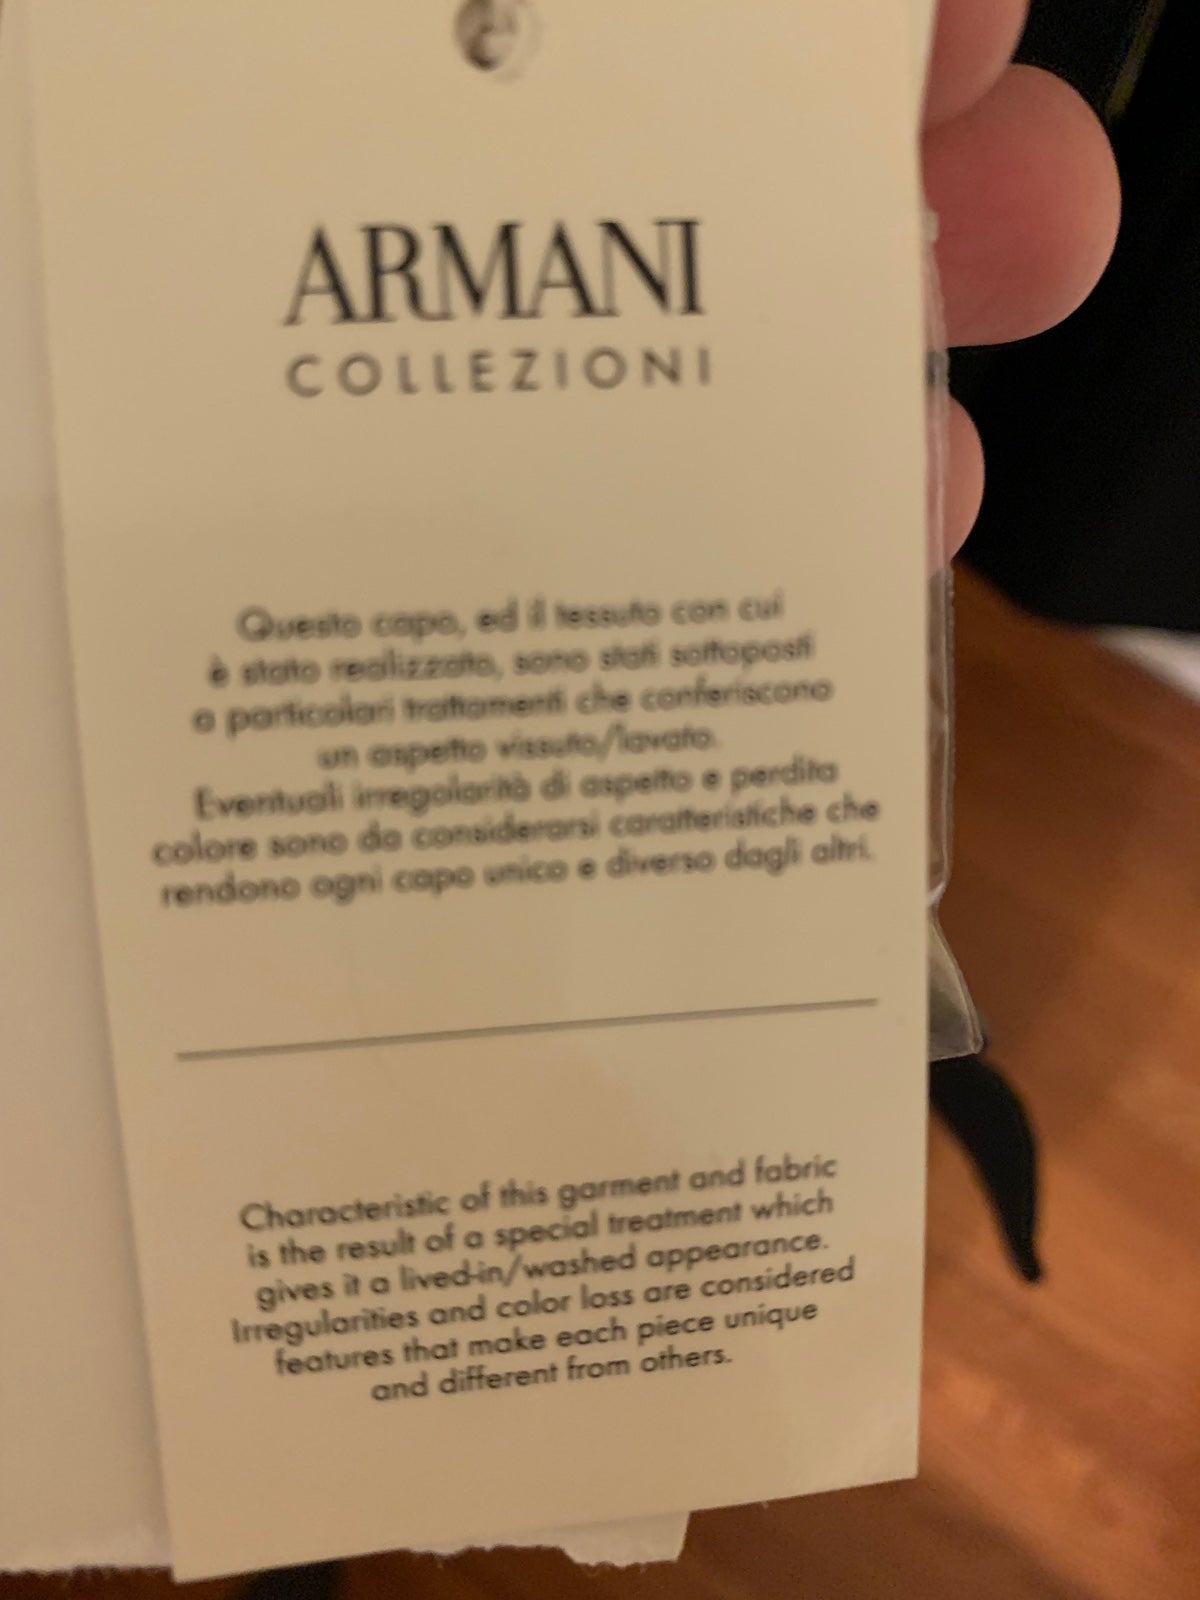 ARMANI
COLLEZIONI
Questo capo, ed il tessuto con cui
è stato realizzato, sono stati sottoposti
a particolari trattamenti che conferiscono
un aspetto vissuto/lavato.
Eventuali irregolarità di aspetto e perdita
colore sono da considerarsi caratteristiche che
rendono ogni capo unico e diverso dagli altri.
Characteristic of this garment and fabric
is the result of a special treatment which
gives it a lived-in/washed appearance.
Irregularities and color loss are considered
features that make each piece unique
and different from others.